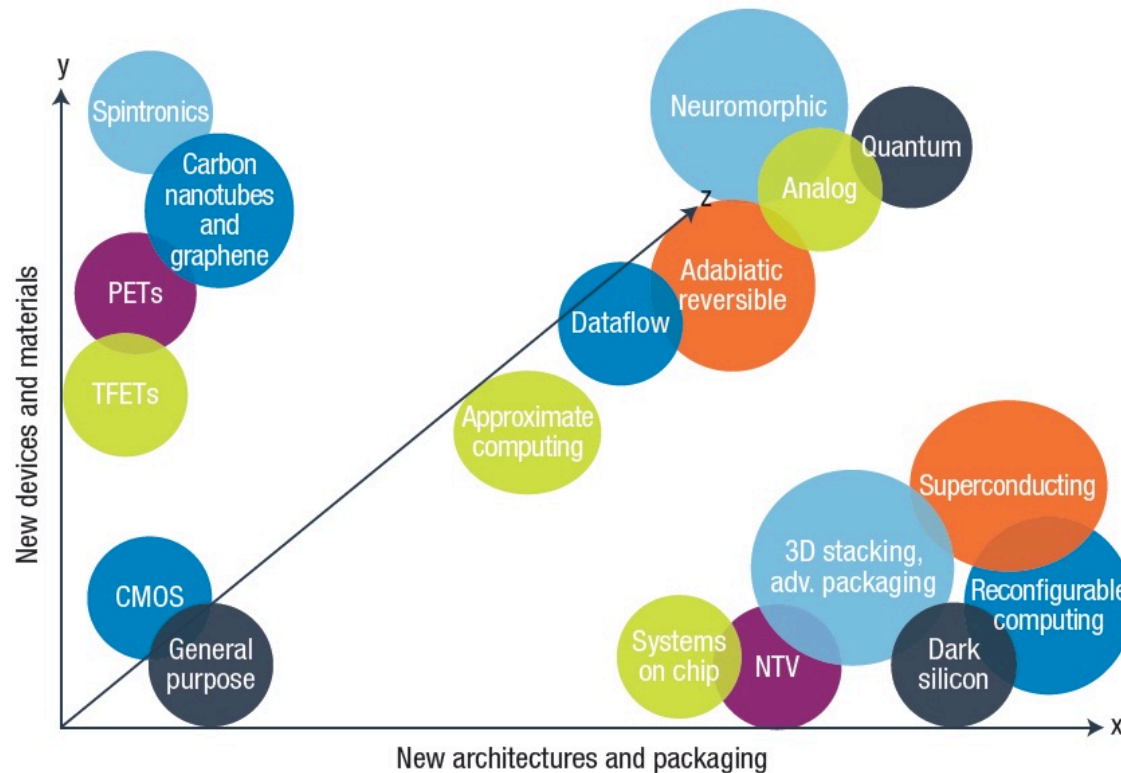 y
Spintronics
Carbon
nanotubes
and
graphene
PETs
TFETs
CMOS
General
purpose
New devices and materials
Neuromorphic
Quantum
Analog
z
Adabiatic
reversible
Dataflow
Approximate
computing
Superconducting
3D stacking,
adv. packaging
Reconfigurable
computing
Systems
on chip
NTV
Dark
silicon
x
New architectures and packaging